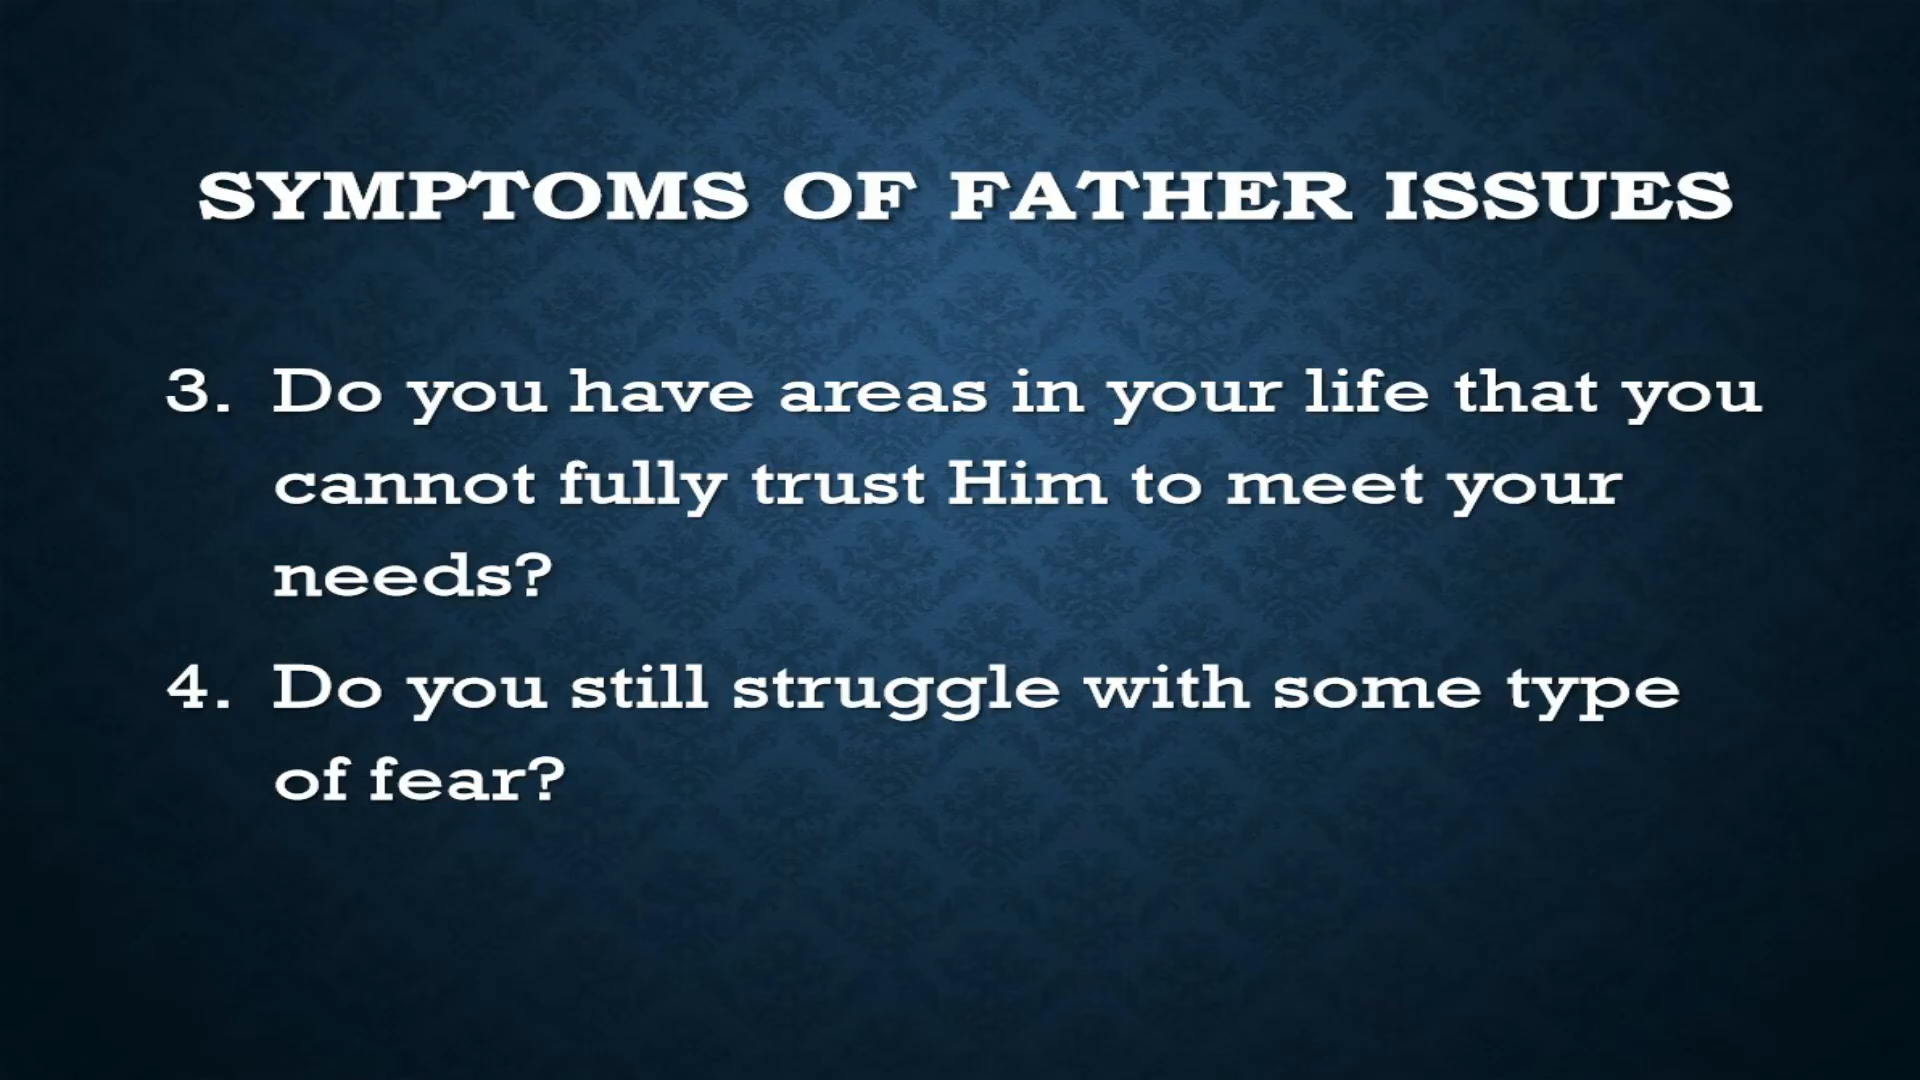 SYMPTOMS OF FATHER ISSUES
3. Do you have areas in your life that you
cannot fully trust Him to meet your
needs?
4. Do you still struggle with some type
of fear?